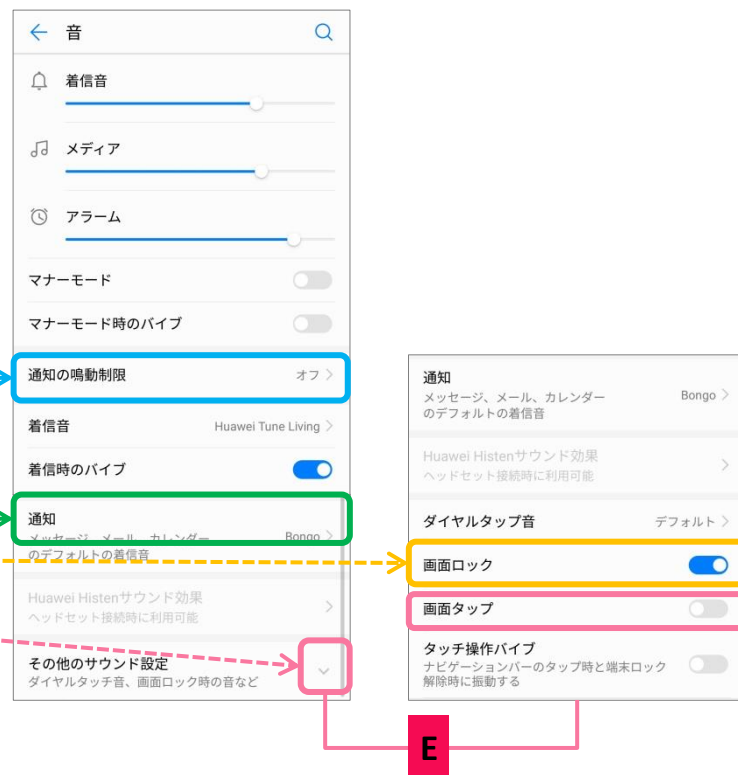 音
着信音
メディア
アラーム
マナーモード
マナーモード時のバイブ
通知の鳴動制限 オフ
着信音 Huawei Tune Living
着信時のバイブ
通知
メッセージ、メール、カレンダー Bongo
のデフォルトの着信音
Huawei Histenサウンド効果
ヘッドセット接続時に利用可能
その他のサウンド設定
ダイヤルタッチ音、画面ロック時の音など
通知
メッセージ、メール、カレンダー Bongo
のデフォルトの着信音
Huawei Histenサウンド効果
ヘッドセット接続時に利用可能
ダイヤルタップ音 デフォルト
画面ロック
画面タップ
タッチ操作バイブ
ナビゲーションバーのタップ時と端末ロック
解除時に振動する
E